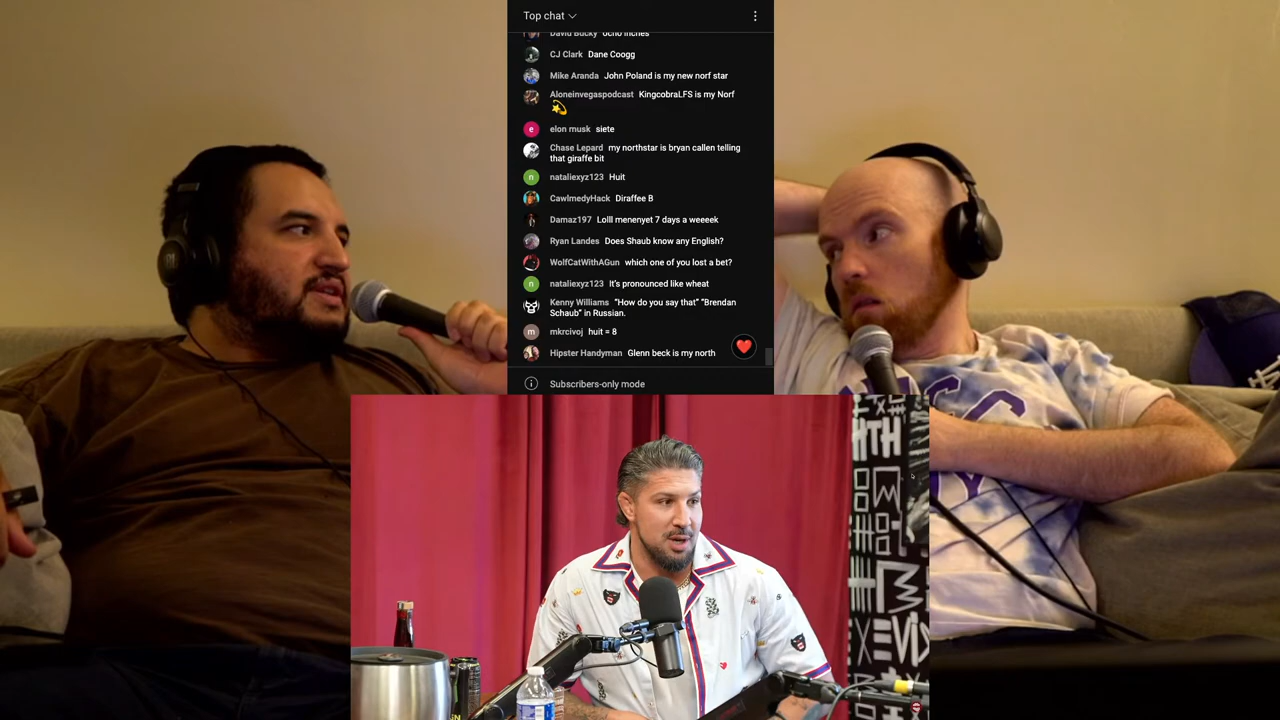 Top chat
David Bucky ocho inches
CJ Clark Dane Coogg
Mike Aranda John Poland is my new norf star
Aloneinvegaspodcast KingcobraLFS is my Norf
elon musk siete
Chase Lepard my northstar is bryan callen telling
that giraffe bit
nataliexyz123 Huit
CawlmedyHack Diraffee B
Damaz197 Lolll menenyet 7 days a weeeek
Ryan Landes Does Shaub know any English?
WolfCatWithAGun which one of you lost a bet?
nataliexyz123 It's pronounced like wheat
Kenny Williams "How do you say that" "Brendan
Schaub" in Russian.
mkrcivoj huit = 8
Hipster Handyman Glenn beck is my north
Subscribers-only mode